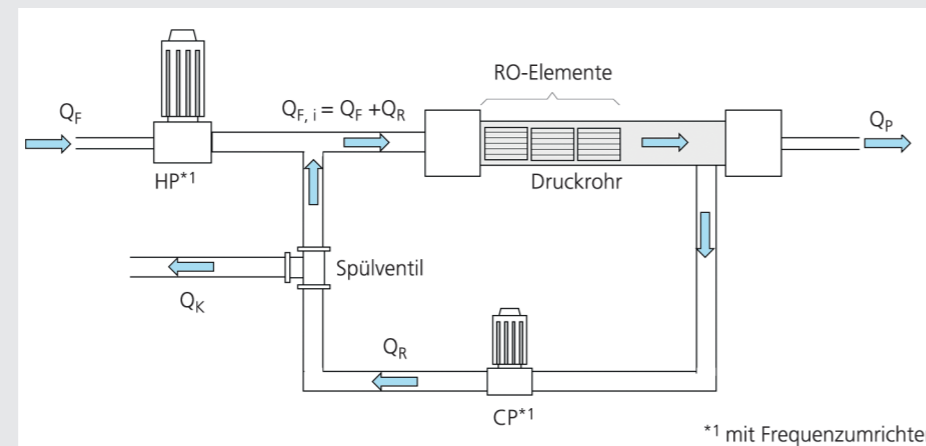 RO-Elemente
Q_F
Q_F, i = Q_F +Q_R
Q_P
HP*1
Druckrohr
Spülventil
Q_K
Q_R
CP*1
*1 mit Frequenzumrichter